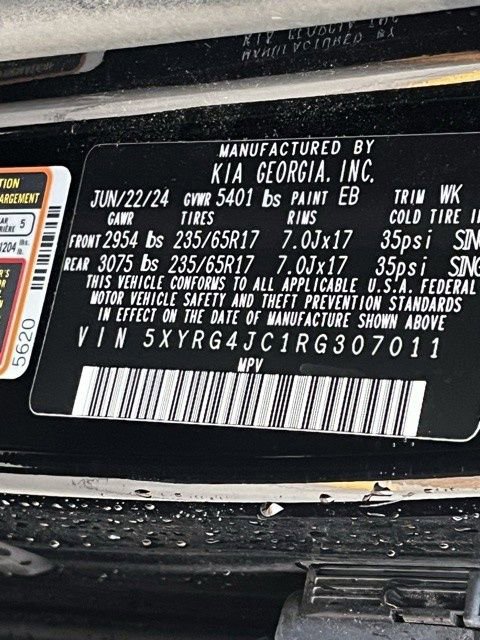 MANUFACTURED BY
KIA GEORGIA, INC.
JUN/22/24 GVWR 5401 lbs PAINT EB TRIM WK
GAWR TIRES RIMS COLD TIRE
FRONT 2954 lbs 235/65R17 7.0Jx17 35psi
REAR 3075 lbs 235/65R17 7.0Jx17 35psi
THIS VEHICLE CONFORMS TO ALL APPLICABLE U.S.A. FEDERAL
MOTOR VEHICLE SAFETY AND THEFT PREVENTION STANDARDS
IN EFFECT ON THE DATE OF MANUFACTURE SHOWN ABOVE
VIN 5XYRG4JC1RG307011
MPV
5
5620